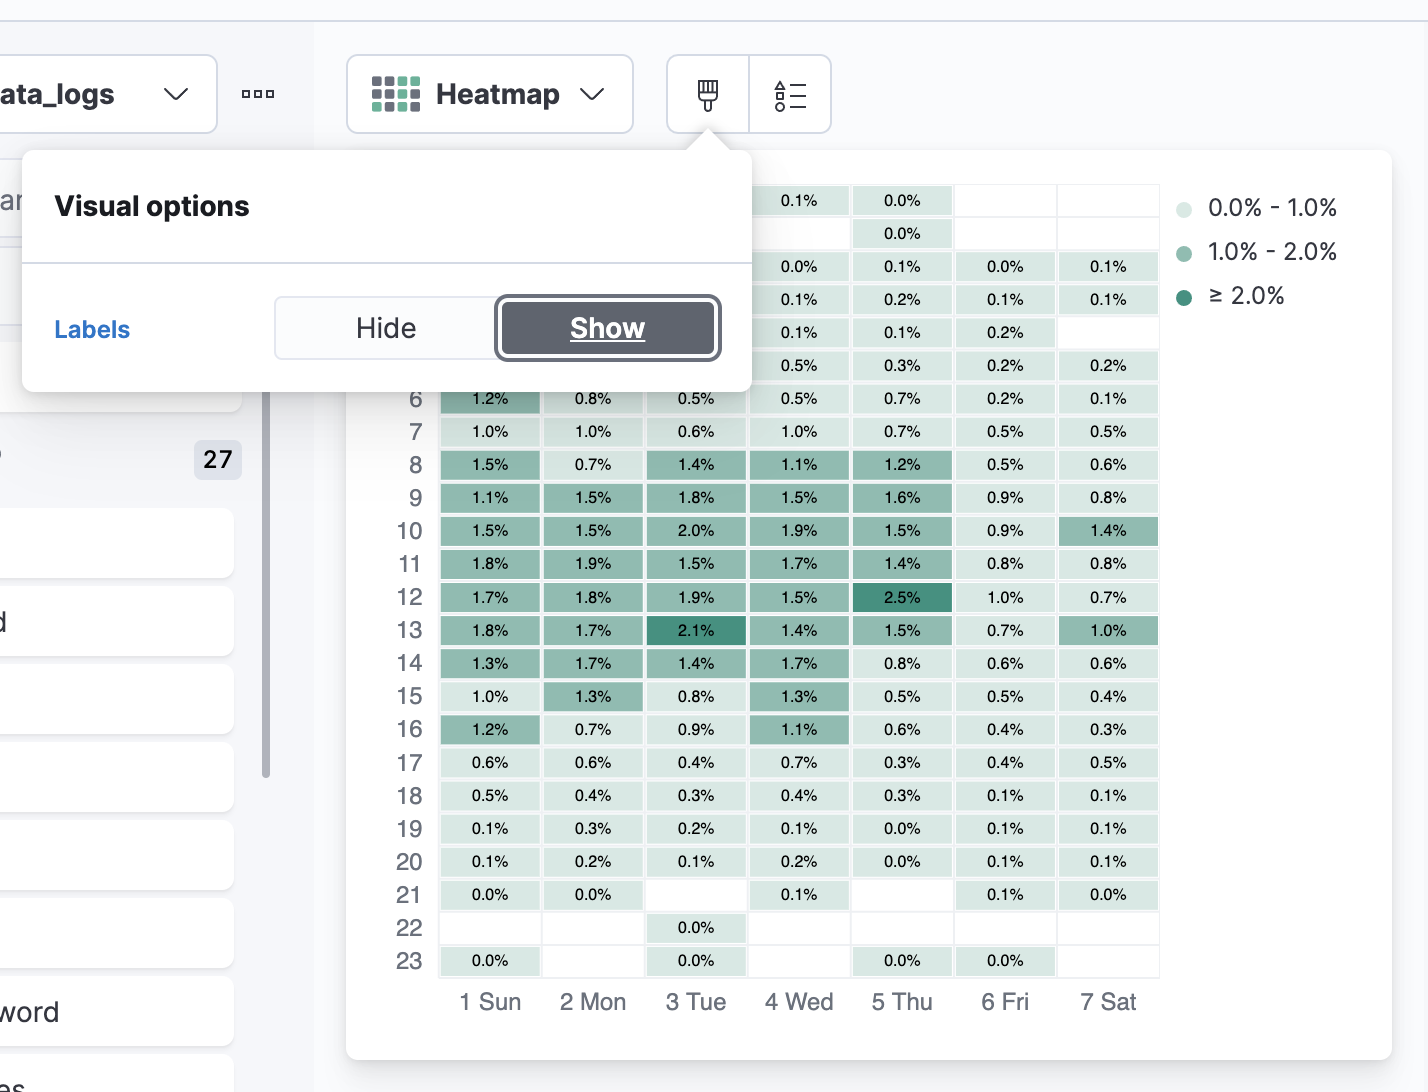 ata_logs
Heatmap
Visual options
Labels Hide Show
27
word
0.1% 0.0%
0.0%
0.0% 0.1% 0.0% 0.1%
0.1% 0.2% 0.1% 0.1%
0.1% 0.1% 0.2%
0.5% 0.3% 0.2% 0.2%
6 1.2% 0.8% 0.5% 0.5% 0.7% 0.2% 0.1%
7 1.0% 1.0% 0.6% 1.0% 0.7% 0.5% 0.5%
8 1.5% 0.7% 1.4% 1.1% 1.2% 0.5% 0.6%
9 1.1% 1.5% 1.8% 1.5% 1.6% 0.9% 0.8%
10 1.5% 1.5% 2.0% 1.9% 1.5% 0.9% 1.4%
11 1.8% 1.9% 1.5% 1.7% 1.4% 0.8% 0.8%
12 1.7% 1.8% 1.9% 1.5% 2.5% 1.0% 0.7%
13 1.8% 1.7% 2.1% 1.4% 1.5% 0.7% 1.0%
14 1.3% 1.7% 1.4% 1.7% 0.8% 0.6% 0.6%
15 1.0% 1.3% 0.8% 1.3% 0.5% 0.5% 0.4%
16 1.2% 0.7% 0.9% 1.1% 0.6% 0.4% 0.3%
17 0.6% 0.6% 0.4% 0.7% 0.3% 0.4% 0.5%
18 0.5% 0.4% 0.3% 0.4% 0.3% 0.1% 0.1%
19 0.1% 0.3% 0.2% 0.1% 0.0% 0.1% 0.1%
20 0.1% 0.2% 0.1% 0.2% 0.0% 0.1% 0.1%
21 0.0% 0.0% 0.1% 0.1% 0.0%
22 0.0%
23 0.0% 0.0% 0.0% 0.0%
1 Sun 2 Mon 3 Tue 4 Wed 5 Thu 6 Fri 7 Sat
0.0% - 1.0%
1.0% - 2.0%
≥ 2.0%